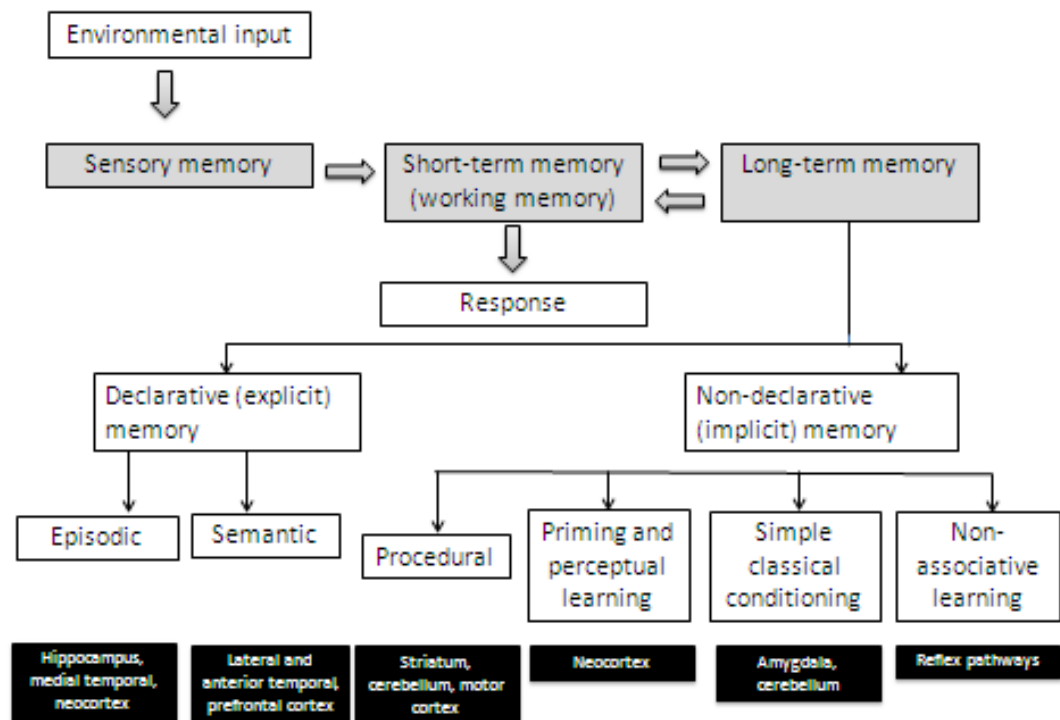 Environmental input
Sensory memory
Short-term memory
(working memory)
Long-term memory
Response
Declarative (explicit)
memory
Non-declarative
(implicit) memory
Episodic
Semantic
Procedural
Priming and
perceptual
learning
Simple
classical
conditioning
Non-
associative
learning
Hippocampus,
medial temporal,
neocortex
Lateral and
anterior temporal,
prefrontal cortex
Striatum,
cerebellum, motor
cortex
Neocortex
Amygdala,
cerebellum
Reflex pathways